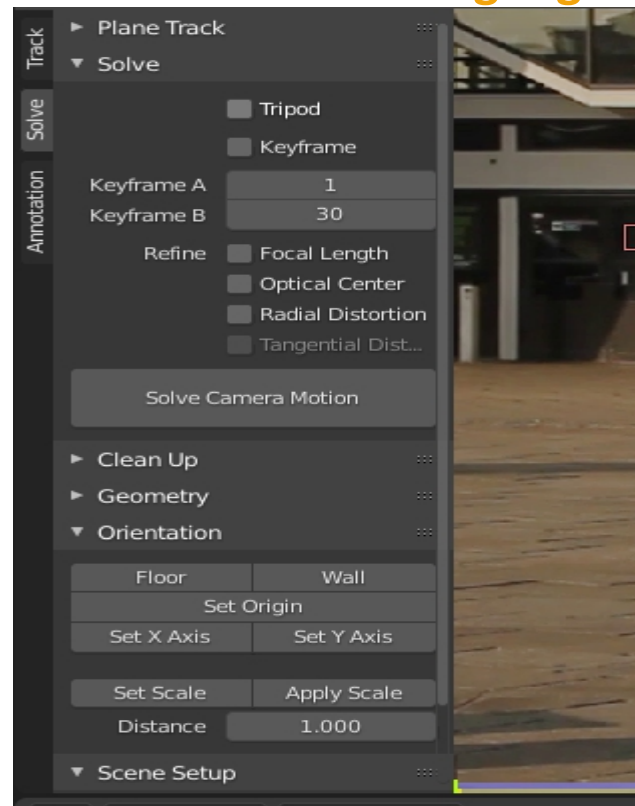 Track
Solve
Annotation
Plane Track
Solve
Tripod
Keyframe
Keyframe A 1
Keyframe B 30
Refine Focal Length
Optical Center
Radial Distortion
Tangential Dist...
Solve Camera Motion
Clean Up
Geometry
Orientation
Floor Wall
Set Origin
Set X Axis Set Y Axis
Set Scale Apply Scale
Distance 1.000
Scene Setup